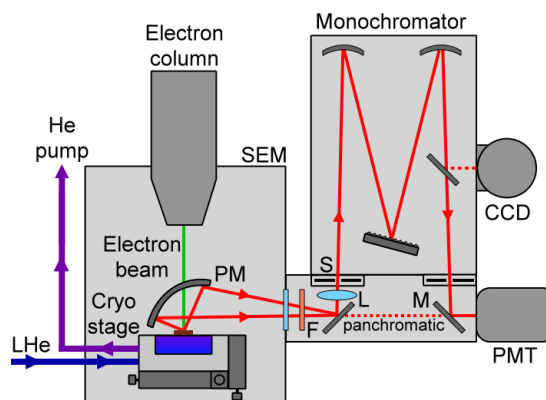 Electron
column
Monochromator
He
pump
SEM
CCD
Electron
beam
PM
S
Cryo
stage
L
M
F
panchromatic
LHe
PMT